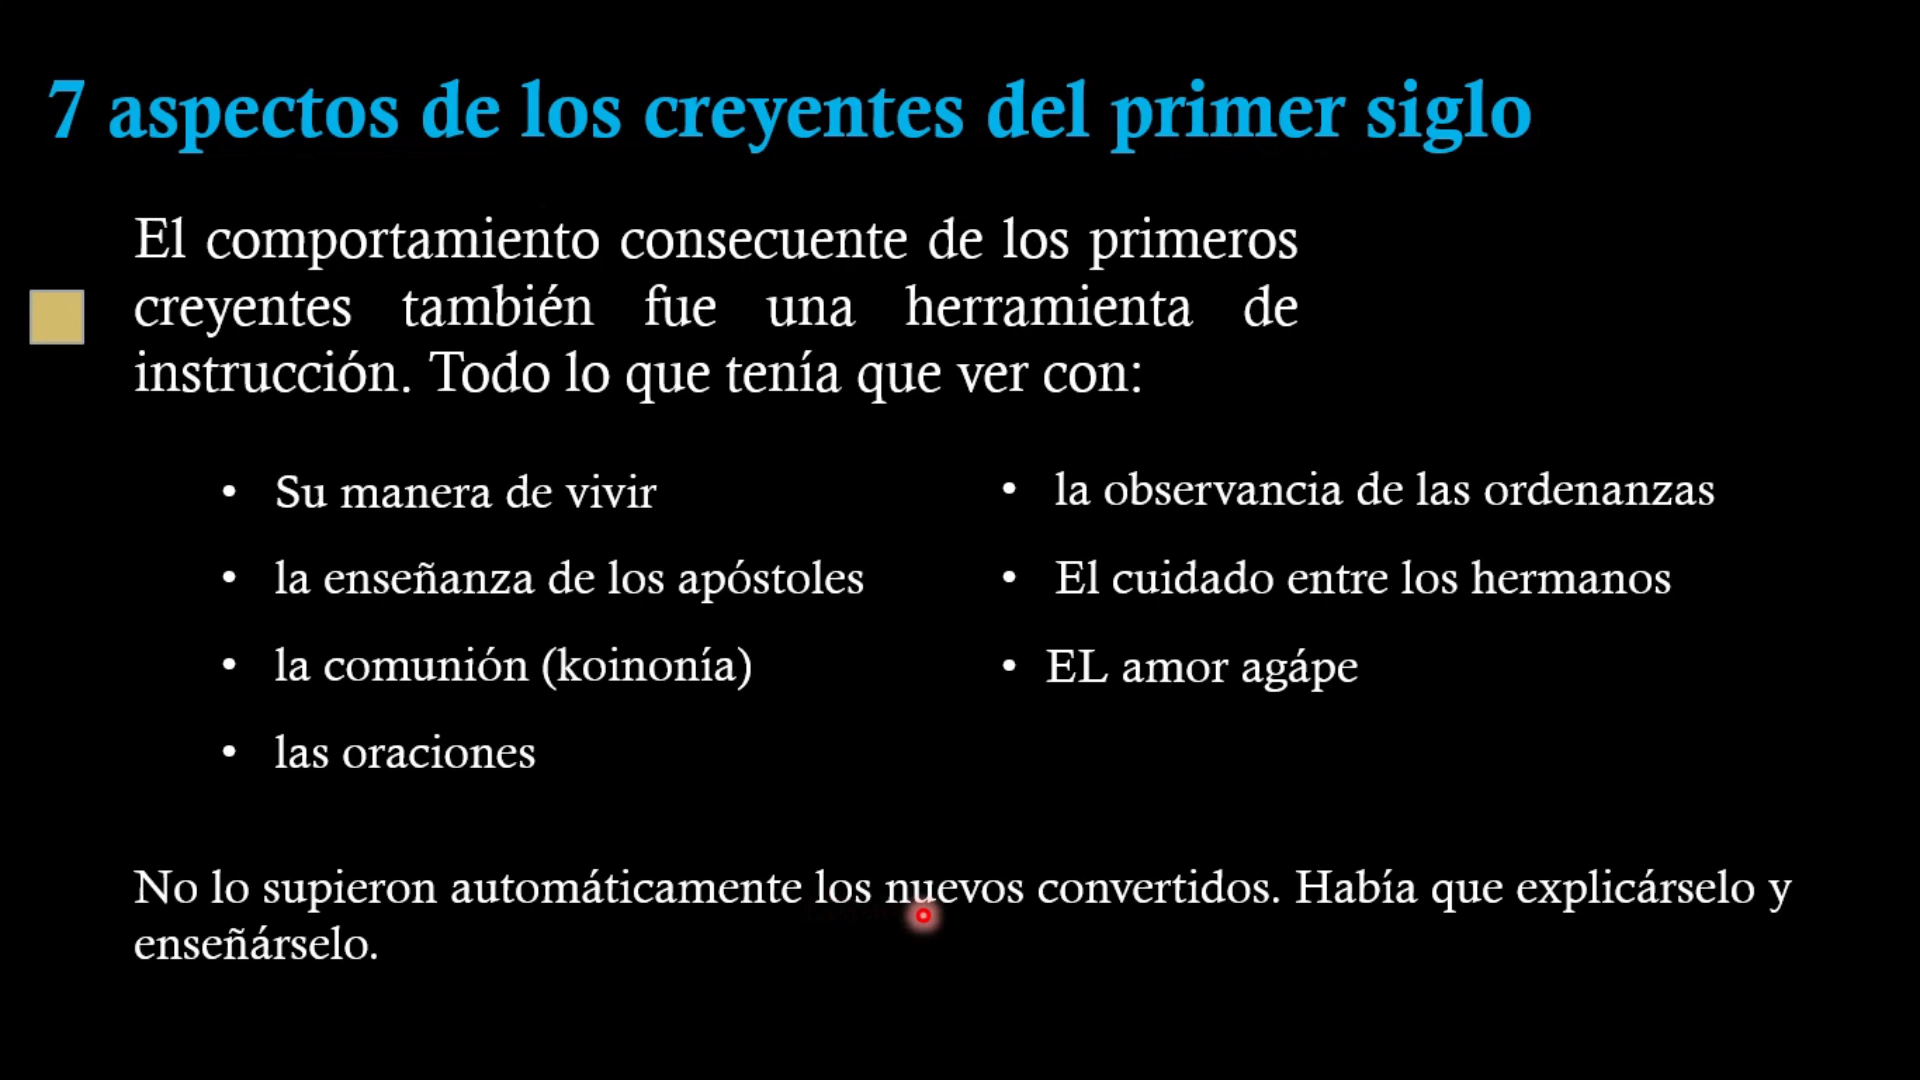 7 aspectos de los creyentes del primer siglo
El comportamiento consecuente de los primeros
creyentes también fue una herramienta de
instrucción. Todo lo que tenía que ver con:
• Su manera de vivir
• la enseñanza de los apóstoles
• la comunión (koinonía)
• las oraciones
• la observancia de las ordenanzas
• El cuidado entre los hermanos
• EL amor agápe
No lo supieron automáticamente los nuevos convertidos. Había que explicárselo y
enseñárselo.